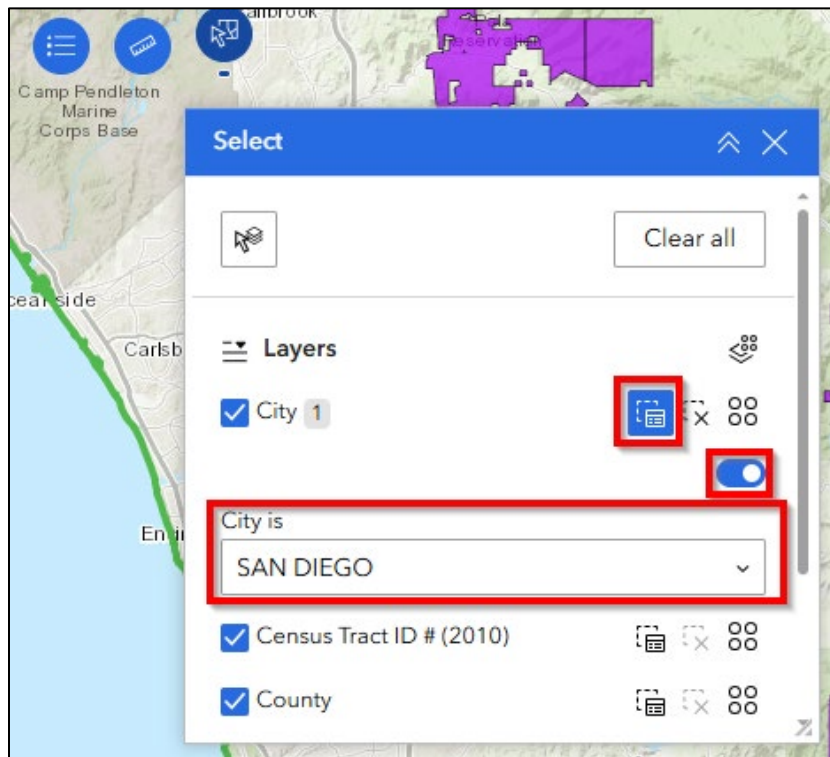 Reservation
Camp Pendleton
Marine
Corps Base
Select
Clear all
Layers
City 1
City is
SAN DIEGO
Census Tract ID # (2010)
County